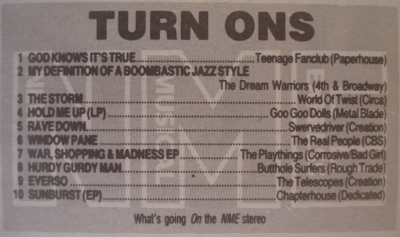 TURN ONS
1 GOD KNOWS IT'S TRUE Teenage Fanclub (Paperhouse)
2 MY DEFINITION OF A BOOMBASTIC JAZZ STYLE
The Dream Warriors (4th & Broadway)
3 THE STORM World Of Twist (Circa)
4 HOLD ME UP (LP) Goo Goo Dolls (Metal Blade)
5 RAVE DOWN Swervedriver (Creation)
6 WINDOW PANE The Real People (CBS)
7 WAR, SHOPPING & MADNESS EP The Playthings (Corrosive/Bad Girl)
8 HURDY GURDY MAN Butthole Surfers (Rough Trade)
9 EVERSO The Telescopes (Creation)
10 SUNBURST (EP) Chapterhouse (Dedicated)
What's going On the NME stereo